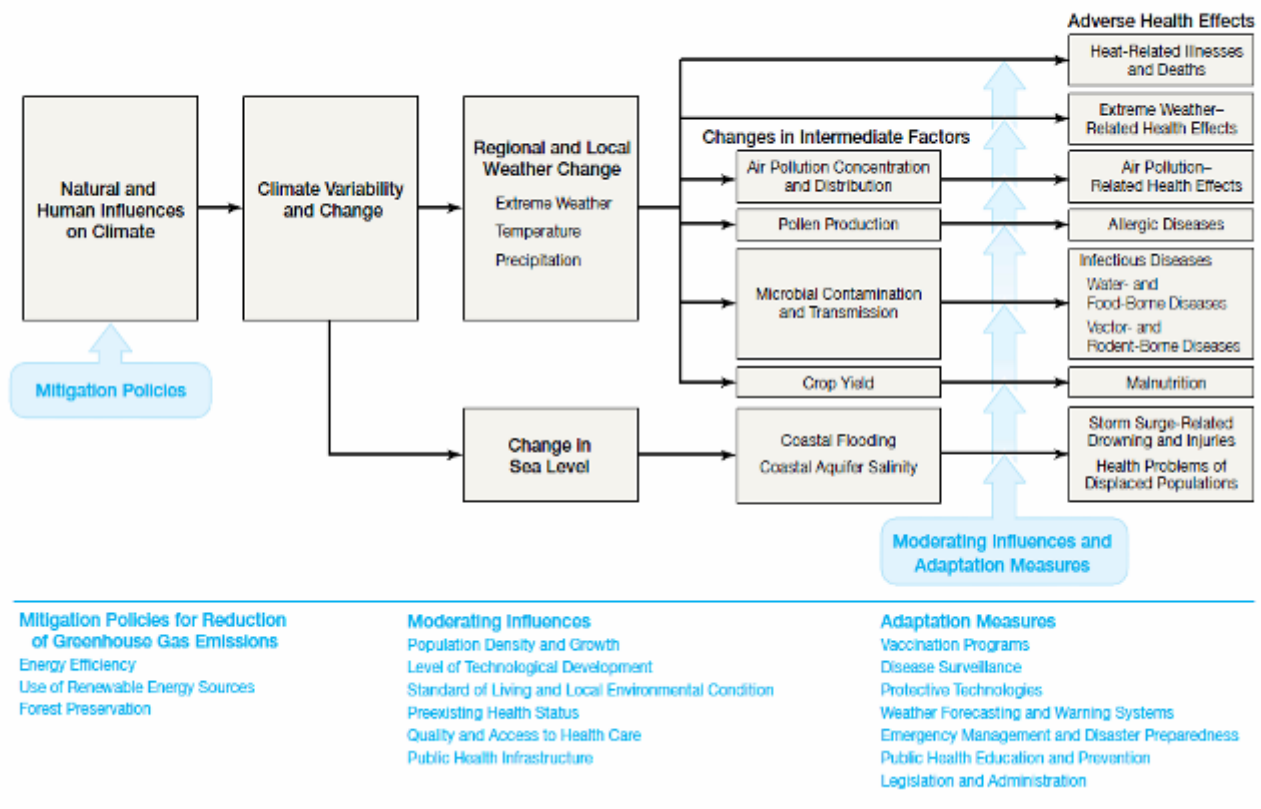 Adverse Health Effects
Heat-Related Illnesses
and Deaths
Extreme Weather–
Related Health Effects
Changes in Intermediate Factors
Natural and
Human Influences
on Climate
Climate Variability
and Change
Regional and Local
Weather Change
Extreme Weather
Temperature
Precipitation
Air Pollution Concentration
and Distribution
Air Pollution–
Related Health Effects
Pollen Production
Allergic Diseases
Microbial Contamination
and Transmission
Infectious Diseases
Water- and
Food-Borne Diseases
Vector- and
Rodent-Borne Diseases
Mitigation Policies
Crop Yield
Malnutrition
Change in
Sea Level
Coastal Flooding
Coastal Aquifer Salinity
Storm Surge-Related
Drowning and Injuries
Health Problems of
Displaced Populations
Moderating Influences and
Adaptation Measures
Mitigation Policies for Reduction
of Greenhouse Gas Emissions
Energy Efficiency
Use of Renewable Energy Sources
Forest Preservation
Moderating Influences
Population Density and Growth
Level of Technological Development
Standard of Living and Local Environmental Condition
Preexisting Health Status
Quality and Access to Health Care
Public Health Infrastructure
Adaptation Measures
Vaccination Programs
Disease Surveillance
Protective Technologies
Weather Forecasting and Warning Systems
Emergency Management and Disaster Preparedness
Public Health Education and Prevention
Legislation and Administration